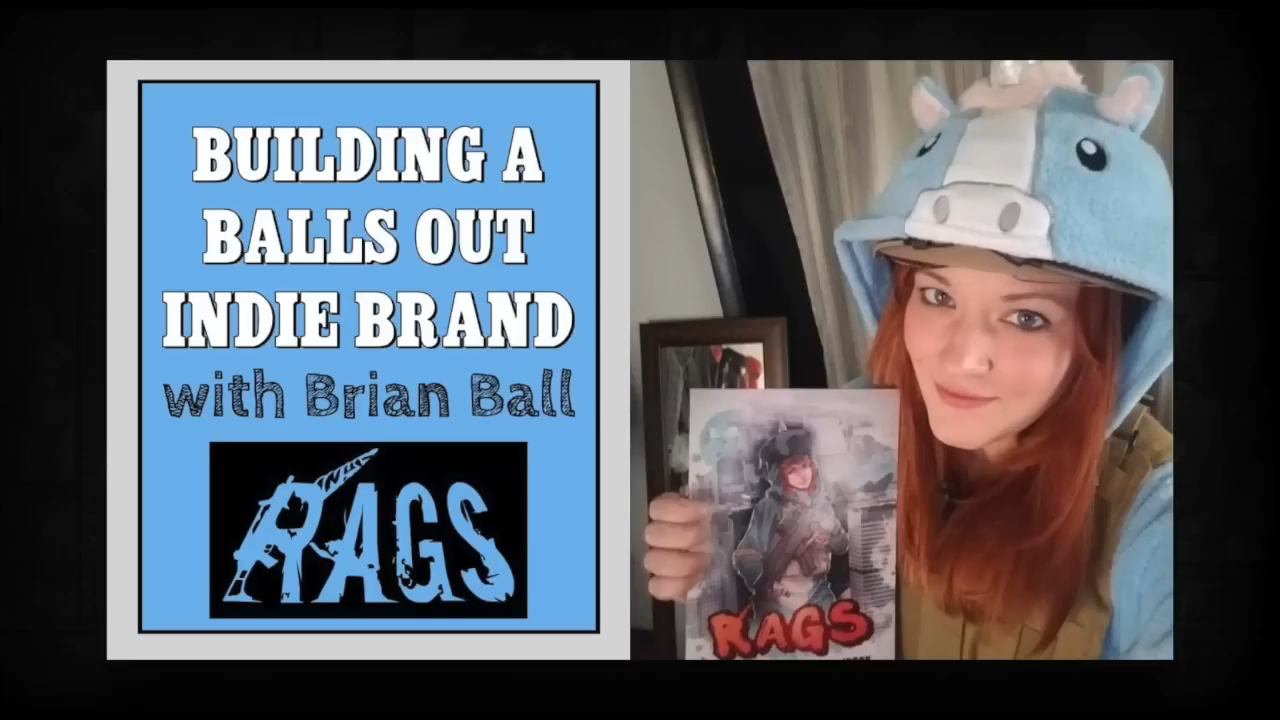 BUILDING A
BALLS OUT
INDIE BRAND
with Brian Ball
RAGS
RAGS